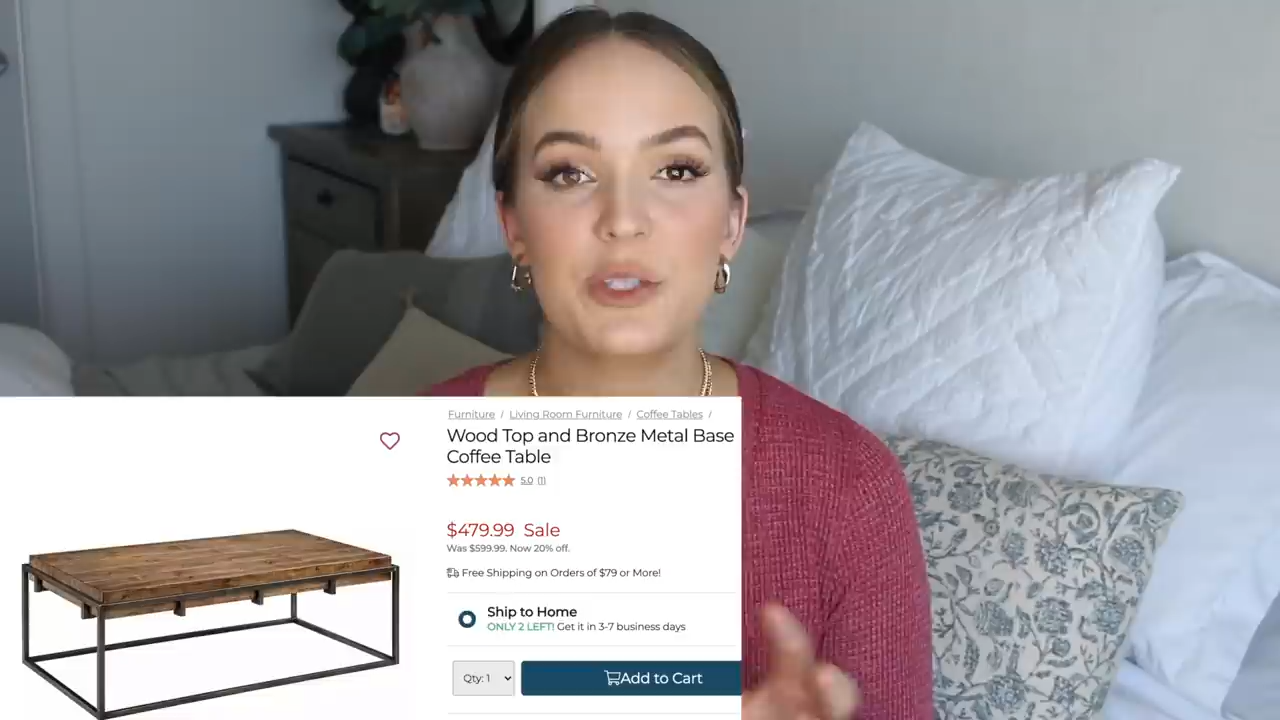 Furniture / Living Room Furniture / Coffee Tables /
Wood Top and Bronze Metal Base
Coffee Table
5.0 (1)
$479.99 Sale
Was $599.99. Now 20% off.
Free Shipping on Orders of $79 or More!
Ship to Home
ONLY 2 LEFT! Get it in 3-7 business days
Qty: 1
Add to Cart